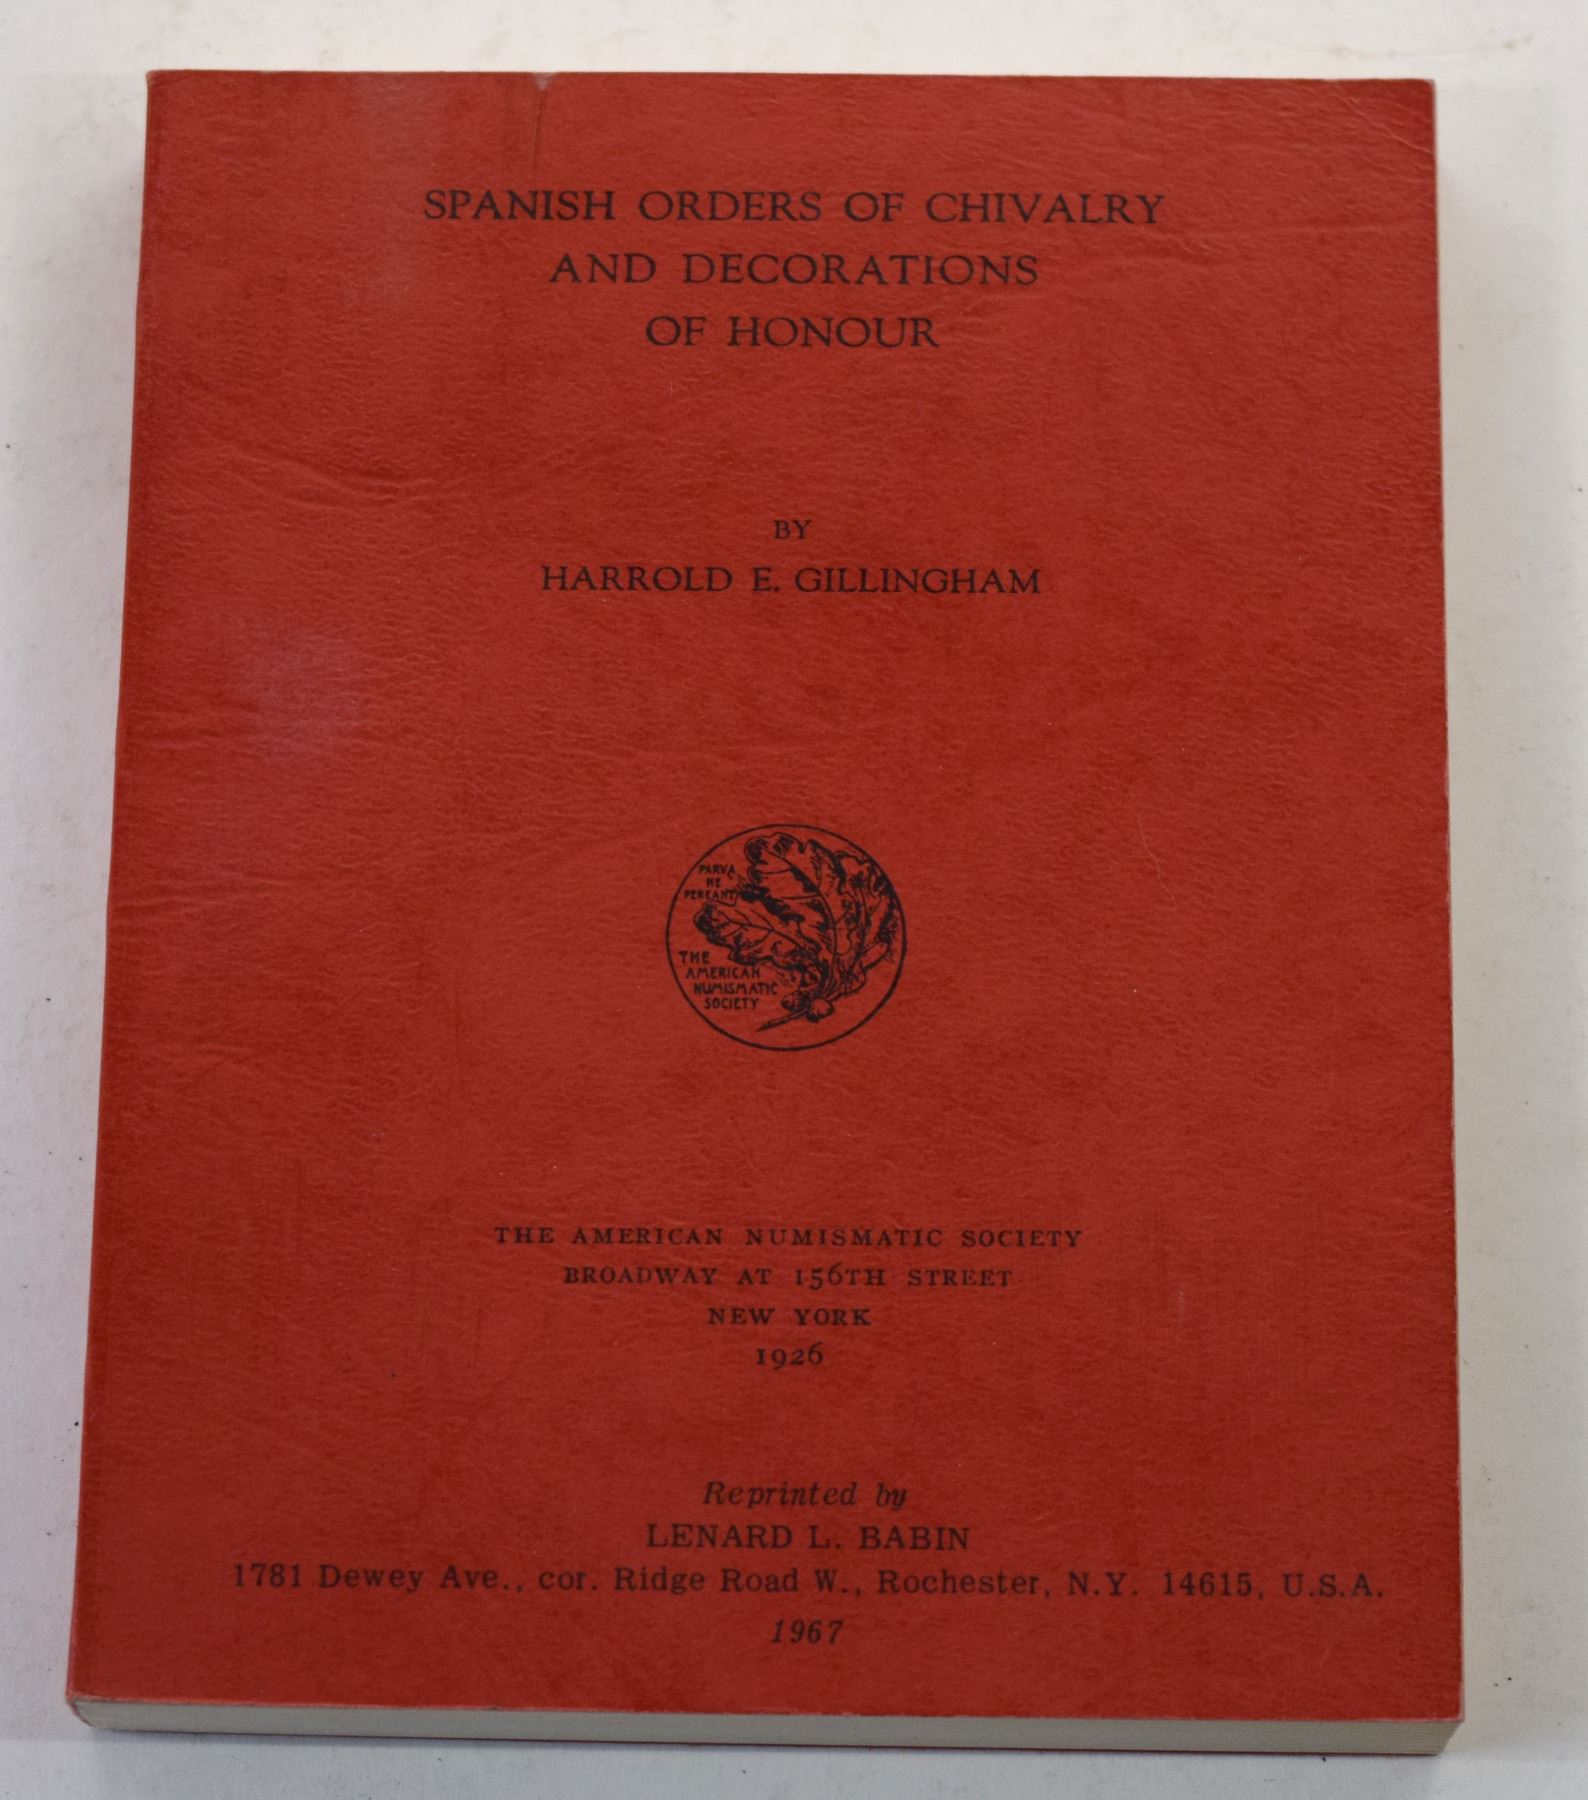 SPANISH ORDERS OF CHIVALRY
AND DECORATIONS
OF HONOUR
BY
HARROLD E. GILLINGHAM
PARVA
NE
PEREANT
THE
AMERICAN
NUMISMATIC
SOCIETY
THE AMERICAN NUMISMATIC SOCIETY
BROADWAY AT 156TH STREET
NEW YORK
1926
Reprinted by
LENARD L. BABIN
1781 Dewey Ave., cor. Ridge Road W., Rochester, N.Y. 14615, U.S.A.
1967